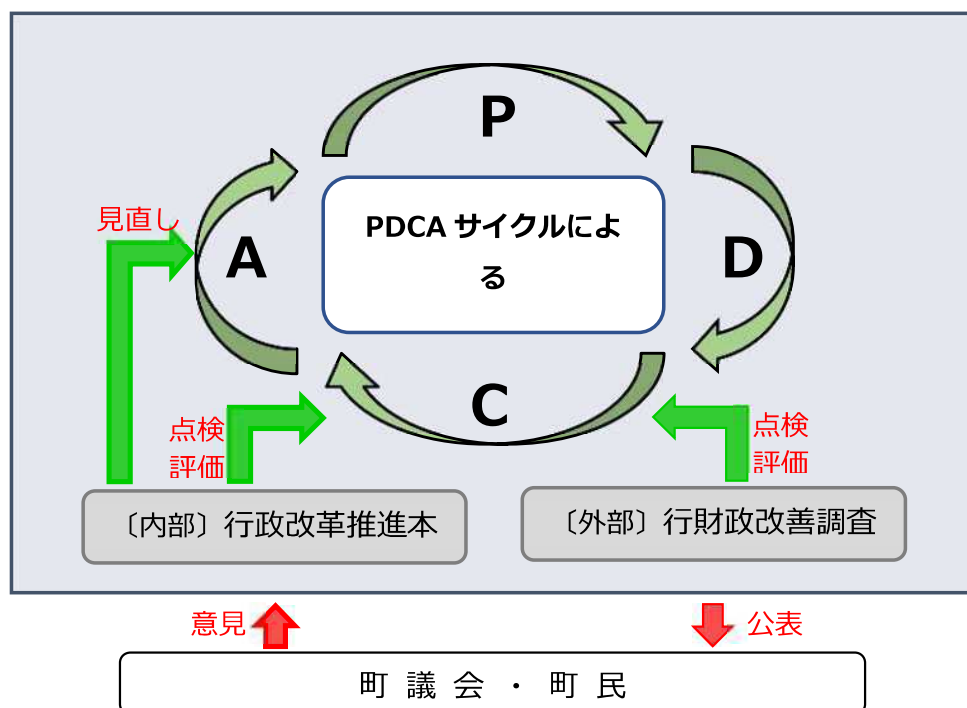 P
PDCA サイクルによ
る
見直し
A
D
C
点検
評価
点検
評価
〔内部〕行政改革推進本
〔外部〕行財政改善調査
意見
公表
町 議 会 ・ 町 民